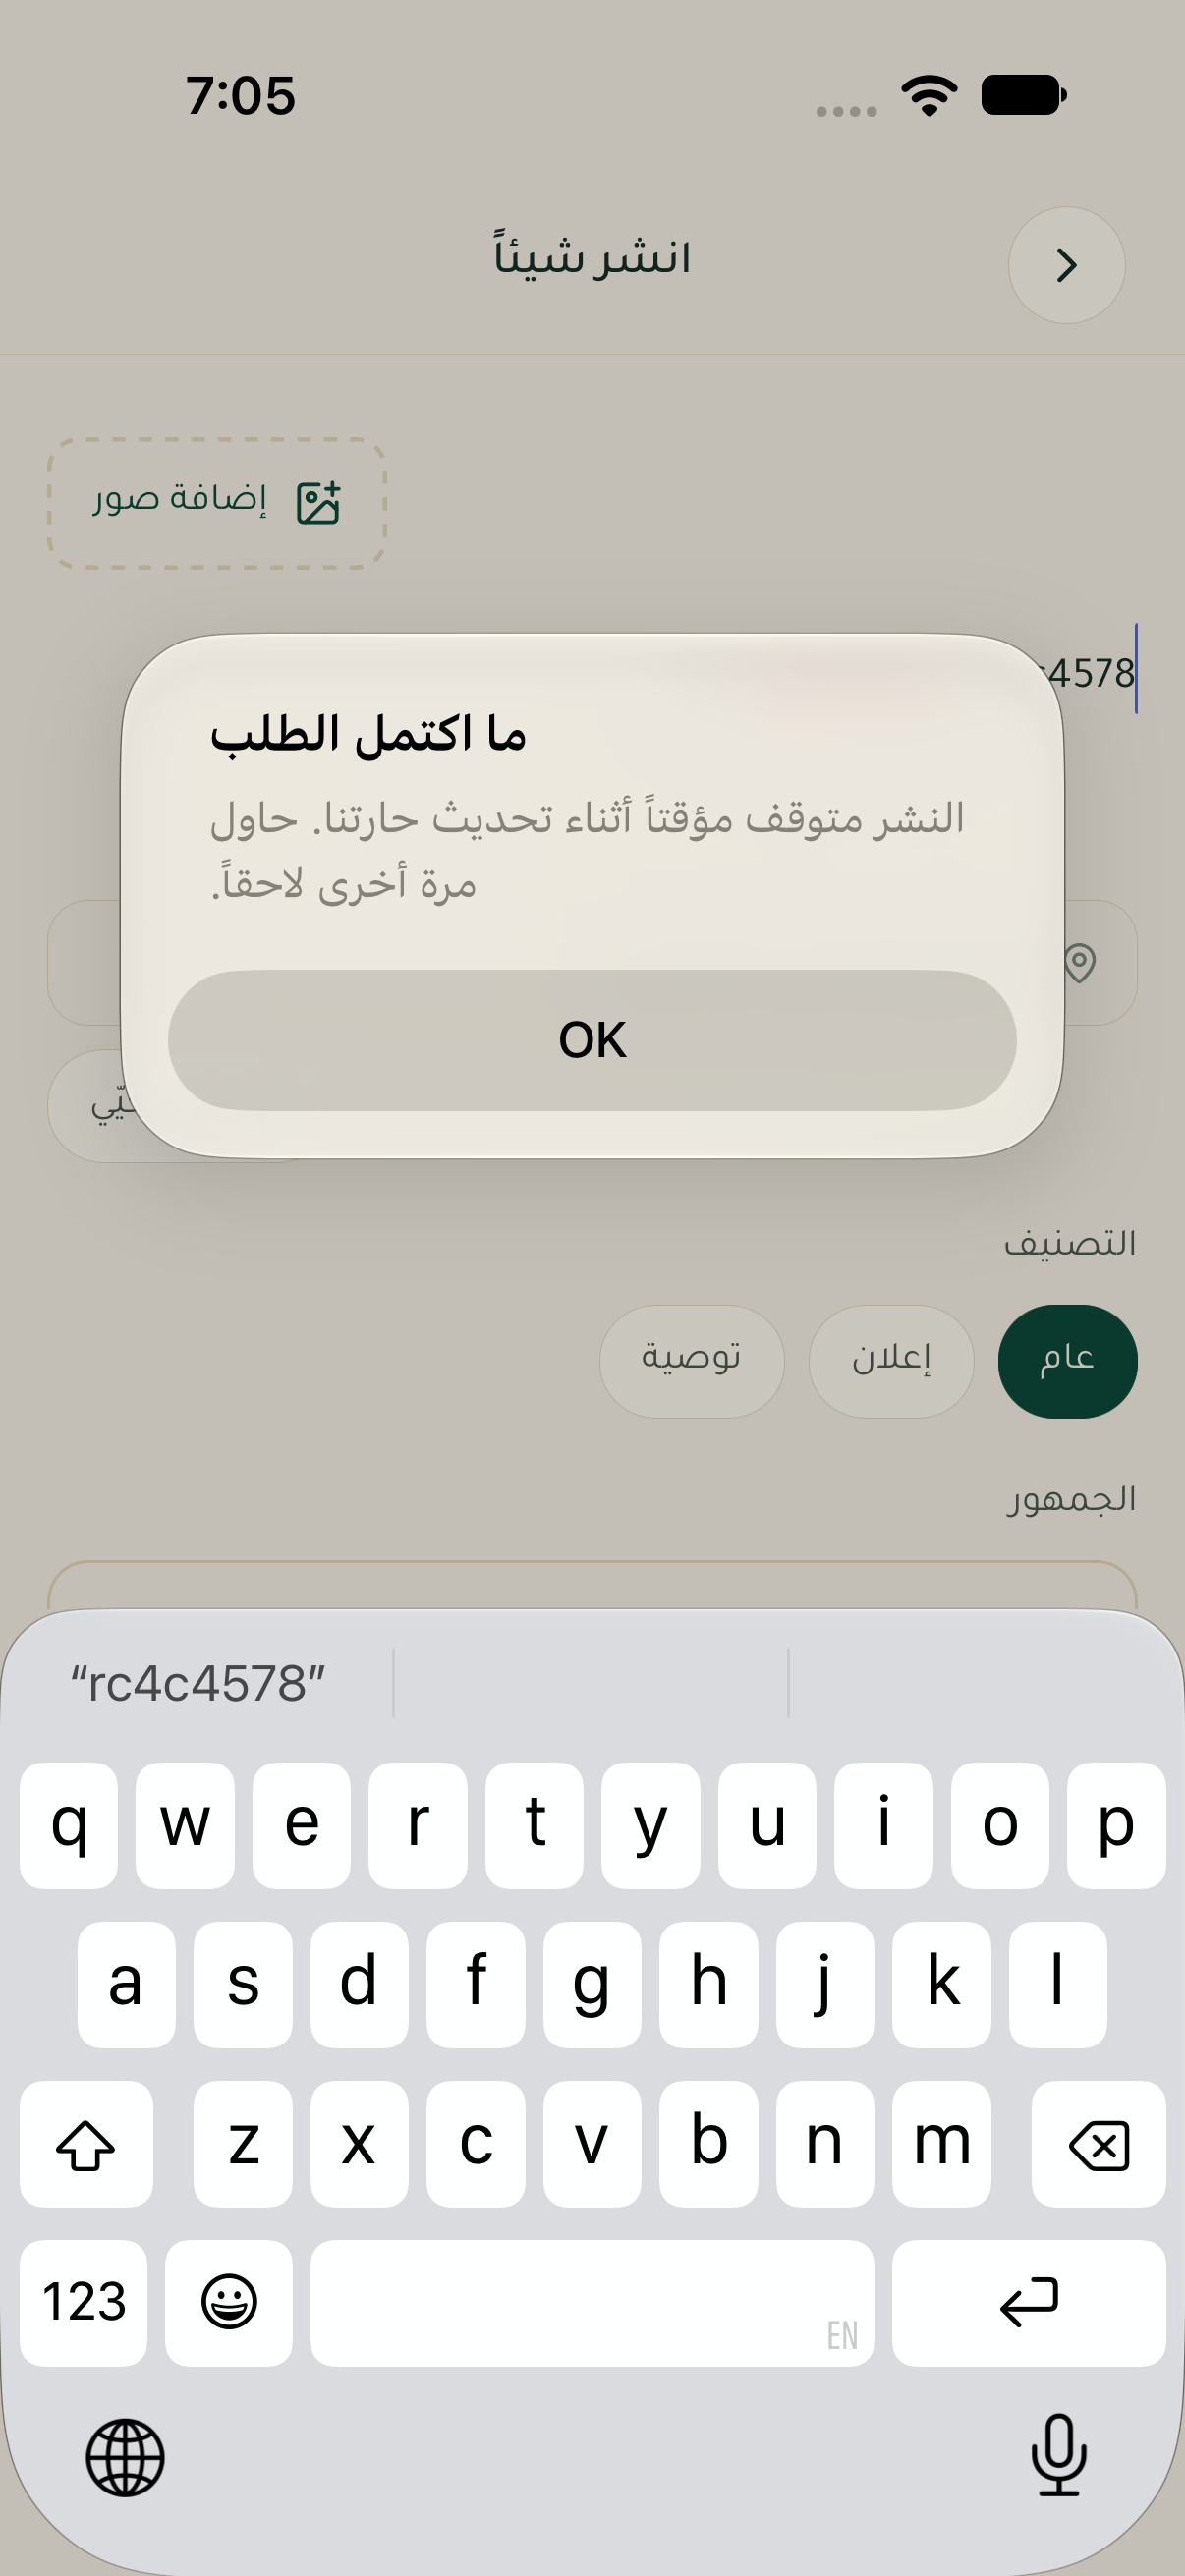 7:05
انشر شيئاً
إضافة صور
4578
ما اكتمل الطلب
النشر متوقف مؤقتاً أثناء تحديث حارتنا. حاول
مرة أخرى لاحقاً.
OK
التصنيف
عام
إعلان
توصية
الجمهور
“rc4c4578”
q w e r t y u i o p
a s d f g h j k l
z x c v b n m
123
EN